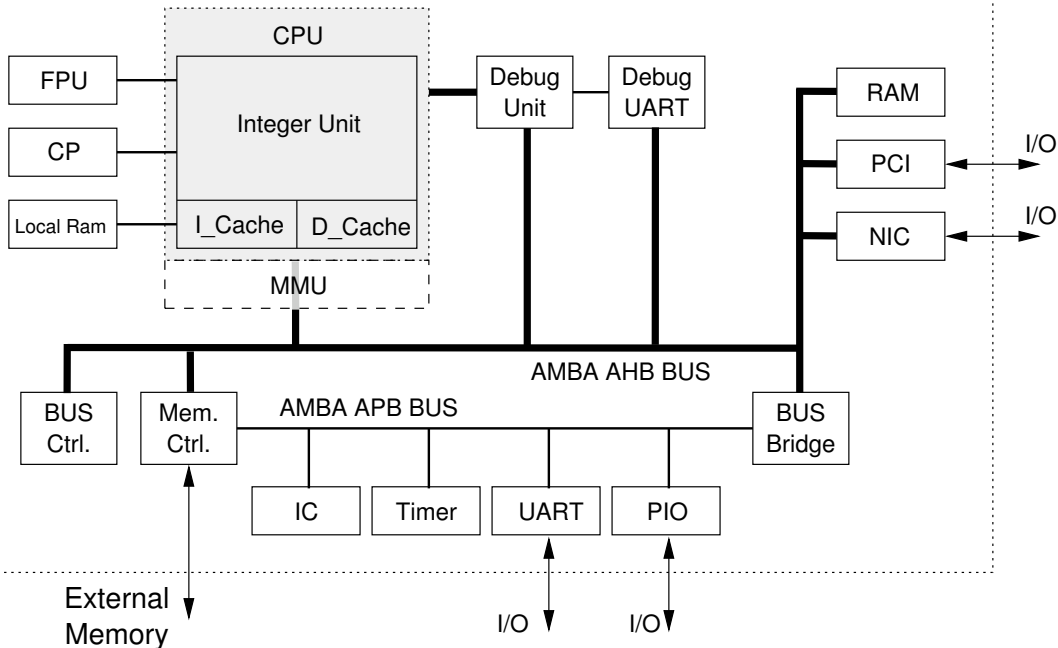 CPU
FPU
Integer Unit
Debug
Unit
Debug
UART
RAM
CP
PCI
I/O
Local Ram
I_Cache
D_Cache
NIC
I/O
MMU
AMBA AHB BUS
BUS
Ctrl.
Mem.
Ctrl.
AMBA APB BUS
BUS
Bridge
IC
Timer
UART
PIO
External
Memory
I/O
I/O